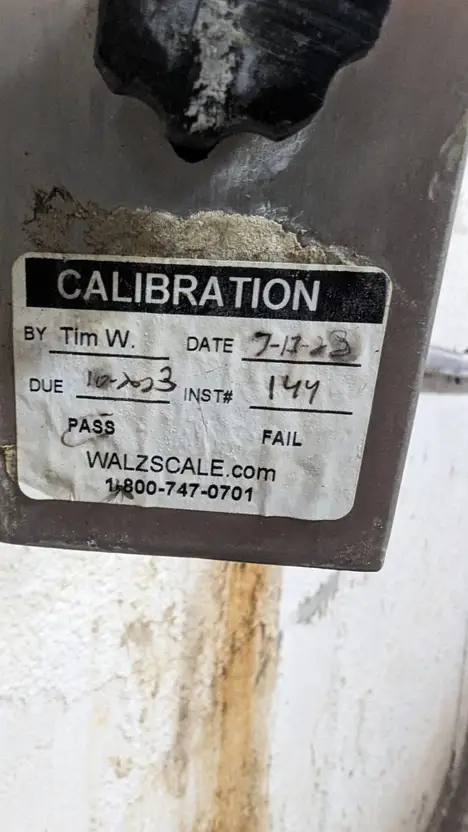 CALIBRATION
BY Tim W. DATE 7-17-23
DUE 10-2023 INST# 144
PASS FAIL
WALZSCALE.com
1-800-747-0701